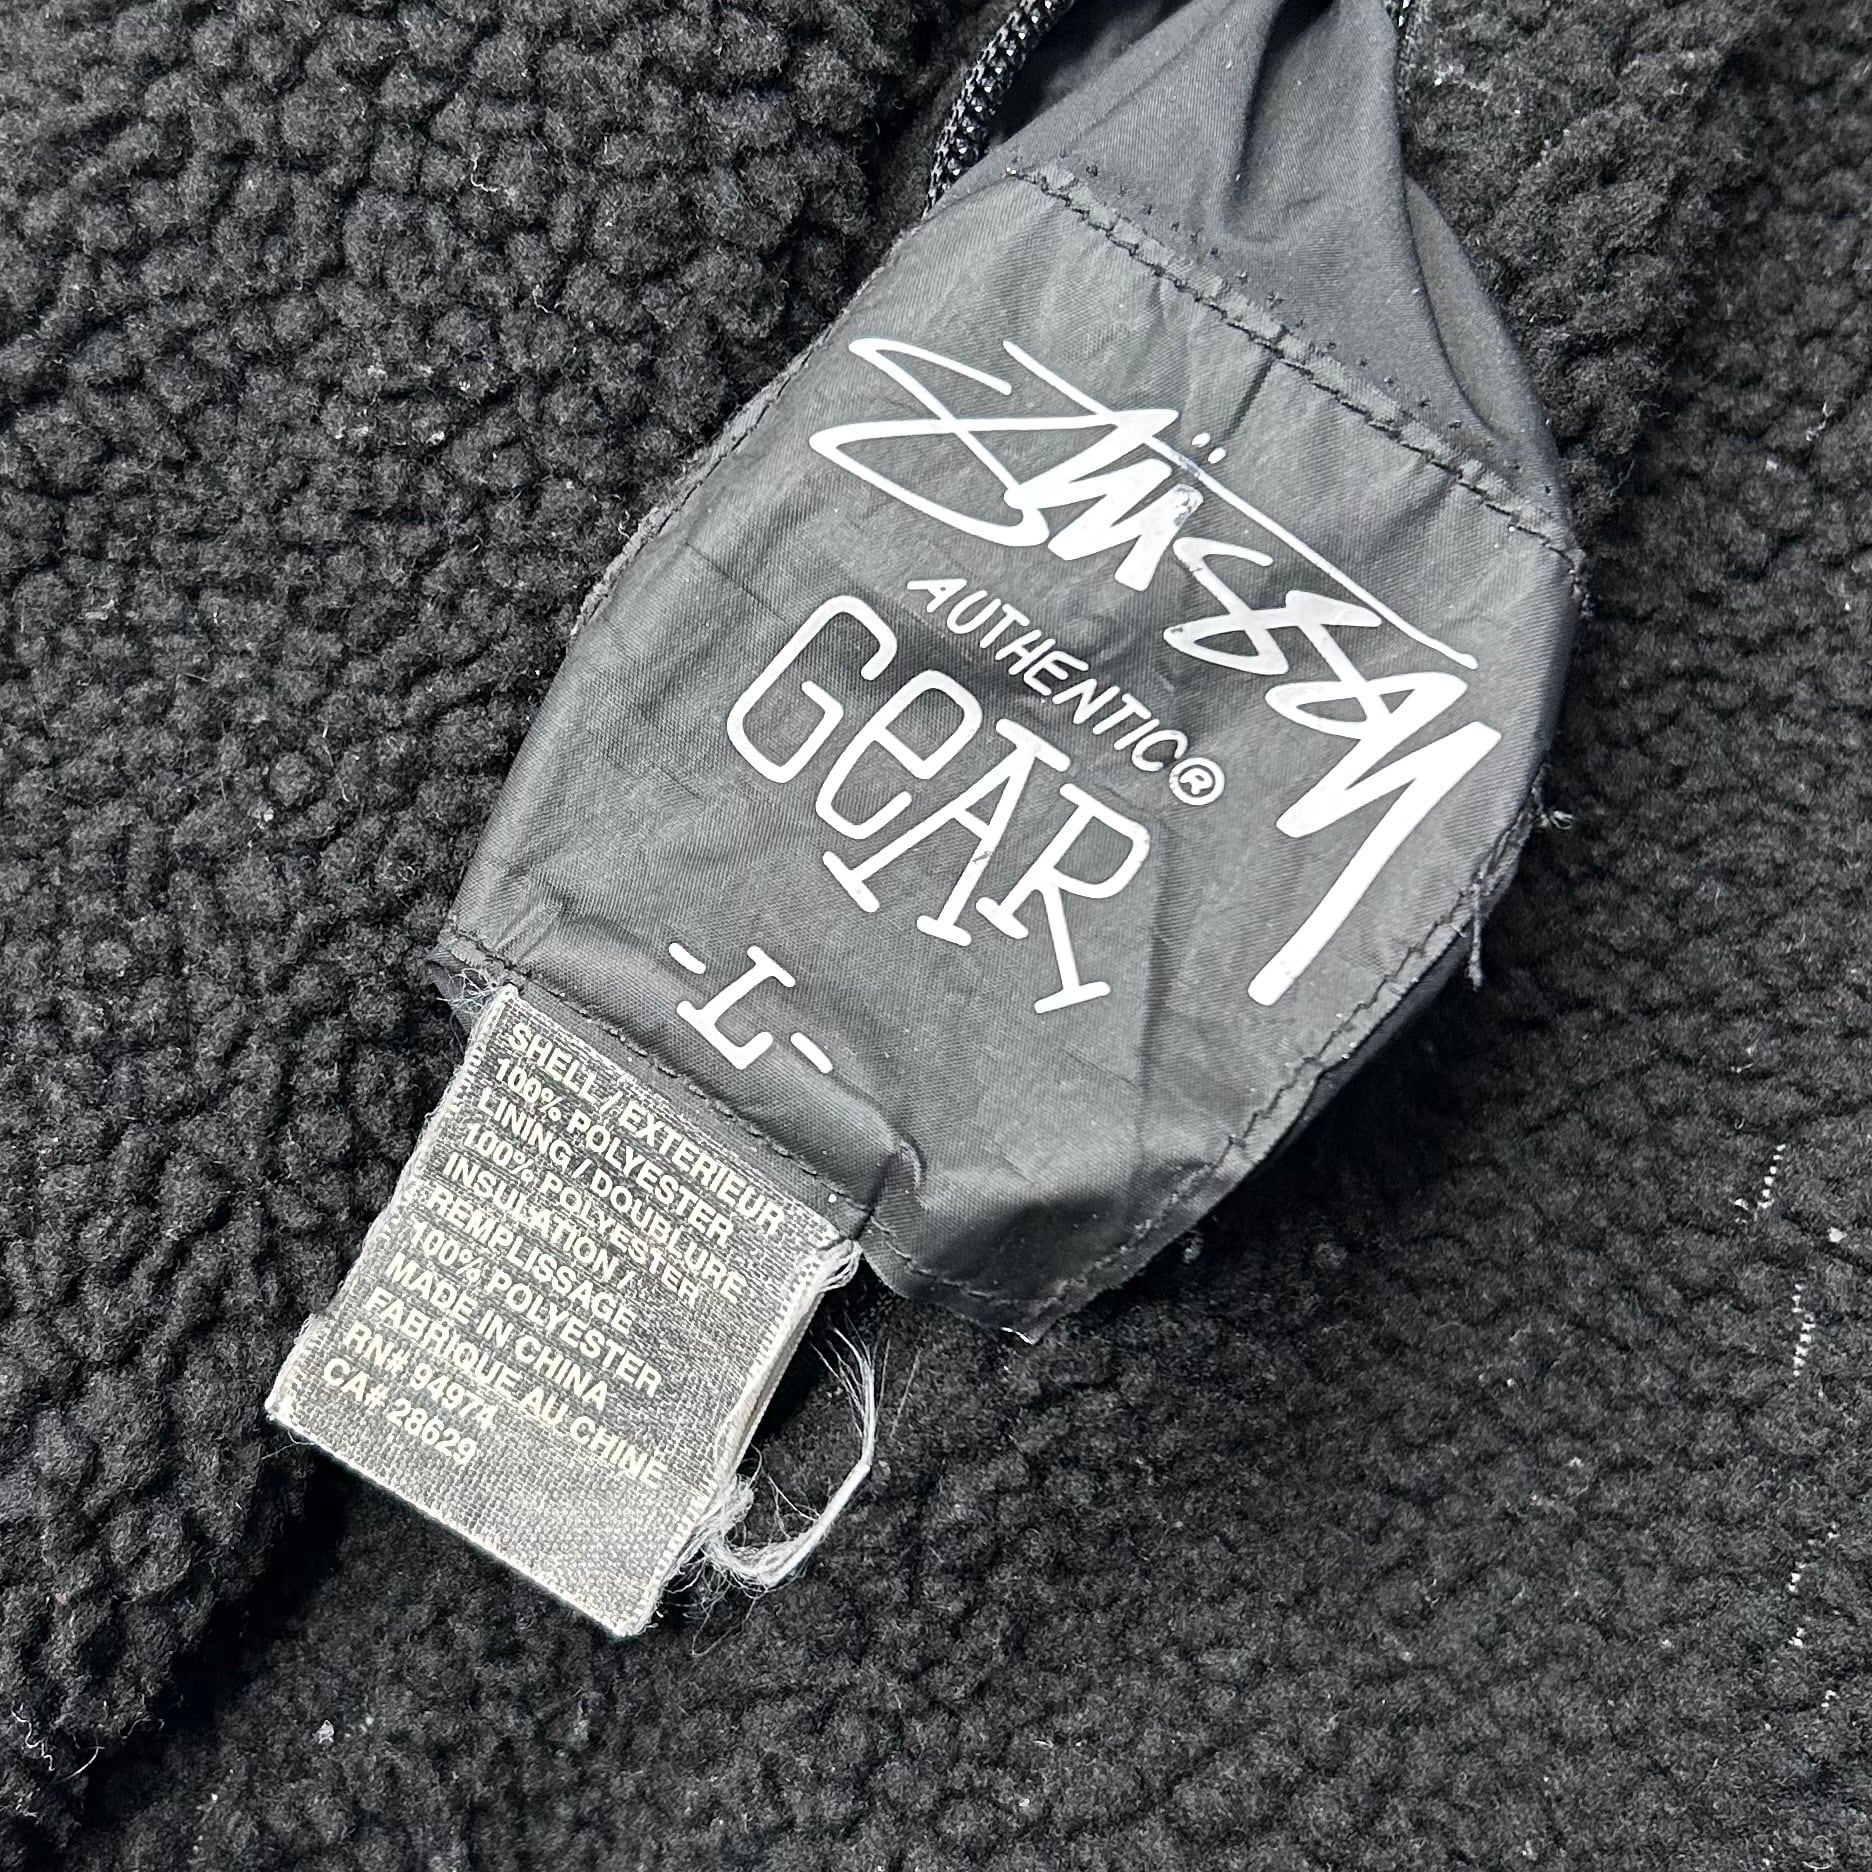 Stüssy
AUTHENTIC®
GeAR
-L-
SHELL / EXTERIEUR
100% POLYESTER
LINING / DOUBLURE
100% POLYESTER
INSULATION /
REMPLISSAGE
100% POLYESTER
MADE IN CHINA
FABRIQUE AU CHINE
RN# 94974
CA# 28629